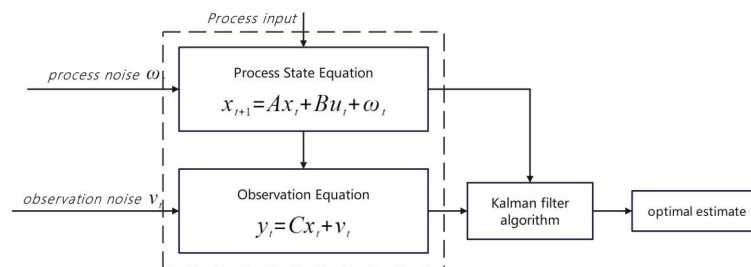 Process input
process noise ω
Process State Equation
xₜ₊₁=Axₜ+Buₜ+ωₜ
observation noise vₜ
Observation Equation
yₜ=Cxₜ+vₜ
Kalman filter
algorithm
optimal estimate